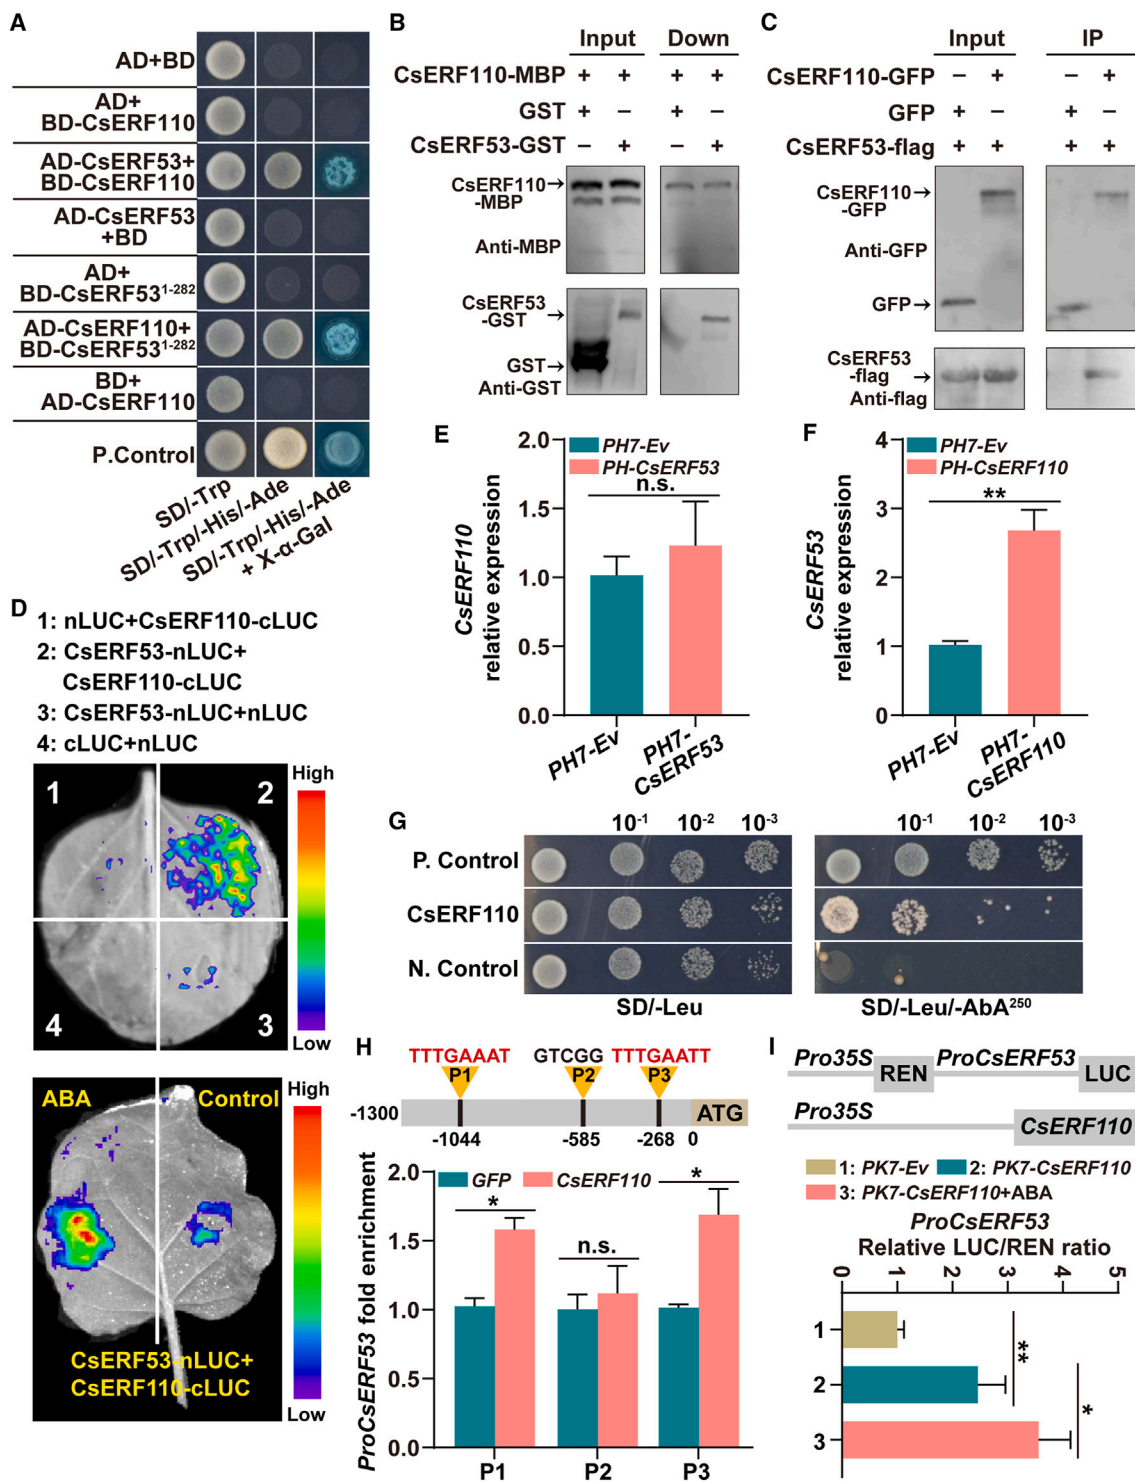 A
AD+BD
AD+
BD-CsERF110
AD-CsERF53+
BD-CsERF110
AD-CsERF53
+BD
AD+
BD-CsERF53¹⁻²⁸²
AD-CsERF110+
BD-CsERF53¹⁻²⁸²
BD+
AD-CsERF110
P.Control
SD/-Trp
SD/-Trp/-His/-Ade
SD/-Trp/-His/-Ade
+ X-α-Gal
B
Input Down
CsERF110-MBP + + + +
GST + – + –
CsERF53-GST – + – +
CsERF110
-MBP
Anti-MBP
CsERF53
-GST
GST
Anti-GST
C
Input IP
CsERF110-GFP – + – +
GFP + – + –
CsERF53-flag + + + +
CsERF110
-GFP
Anti-GFP
GFP
CsERF53
-flag
Anti-flag
D
1: nLUC+CsERF110-cLUC
2: CsERF53-nLUC+
CsERF110-cLUC
3: CsERF53-nLUC+nLUC
4: cLUC+nLUC
1 2
4 3
High
Low
ABA Control
CsERF53-nLUC+
CsERF110-cLUC
High
Low
E
PH7-Ev
PH-CsERF53
n.s.
CsERF110
relative expression
2.0
1.5
1.0
0.5
0.0
PH7-Ev
PH7-
CsERF53
F
PH7-Ev
PH-CsERF110
**
CsERF53
relative expression
4
3
2
1
0
PH7-Ev
PH7-
CsERF110
G
10⁻¹ 10⁻² 10⁻³ 10⁻¹ 10⁻² 10⁻³
P. Control
CsERF110
N. Control
SD/-Leu SD/-Leu/-AbA²⁵⁰
H
TTTGAAAT GTCGG TTTGAATT
P1 P2 P3
-1300 ATG
-1044 -585 -268 0
GFP CsERF110
ProCsERF53 fold enrichment
2.0
1.5
1.0
0.5
0.0
* n.s. *
P1 P2 P3
I
Pro35S ProCsERF53
REN LUC
Pro35S
CsERF110
1: PK7-Ev 2: PK7-CsERF110
3: PK7-CsERF110+ABA
ProCsERF53
Relative LUC/REN ratio
0 1 2 3 4 5
1
2
3
**
*